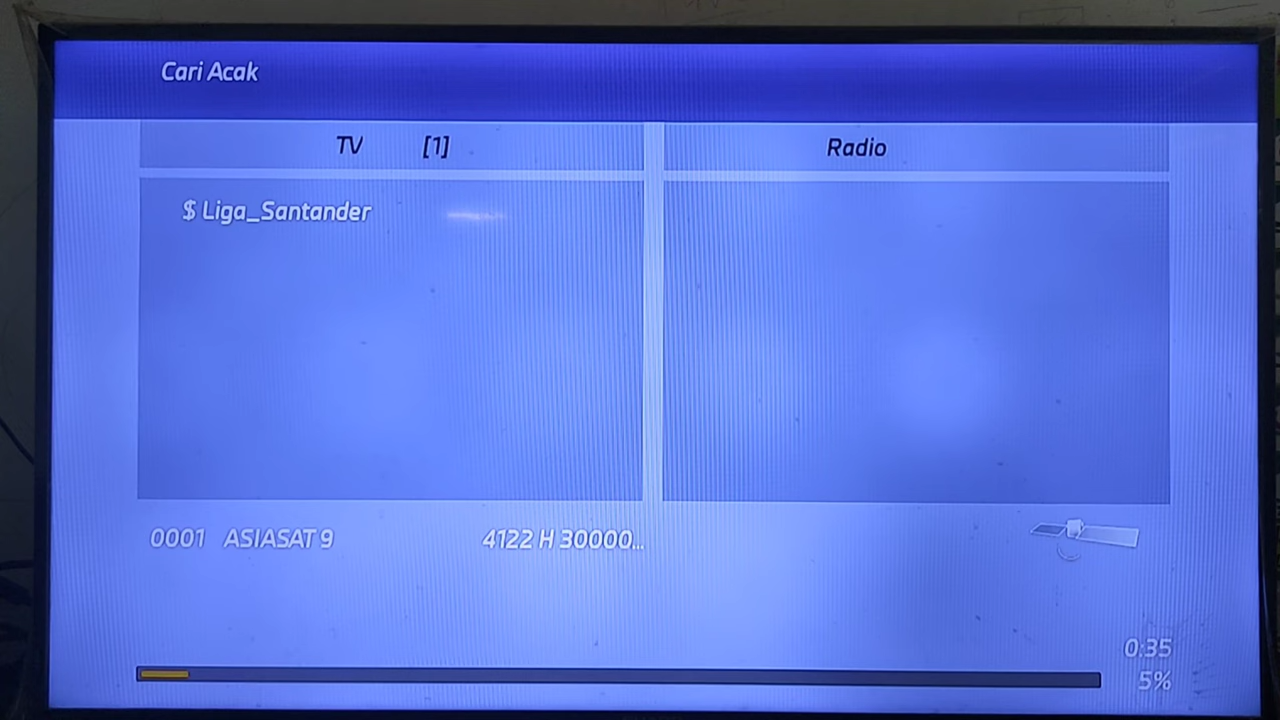 Cari Acak
TV [1]
Radio
$ Liga_Santander
0001 ASIASAT 9 4122 H 30000...
0:35
5%